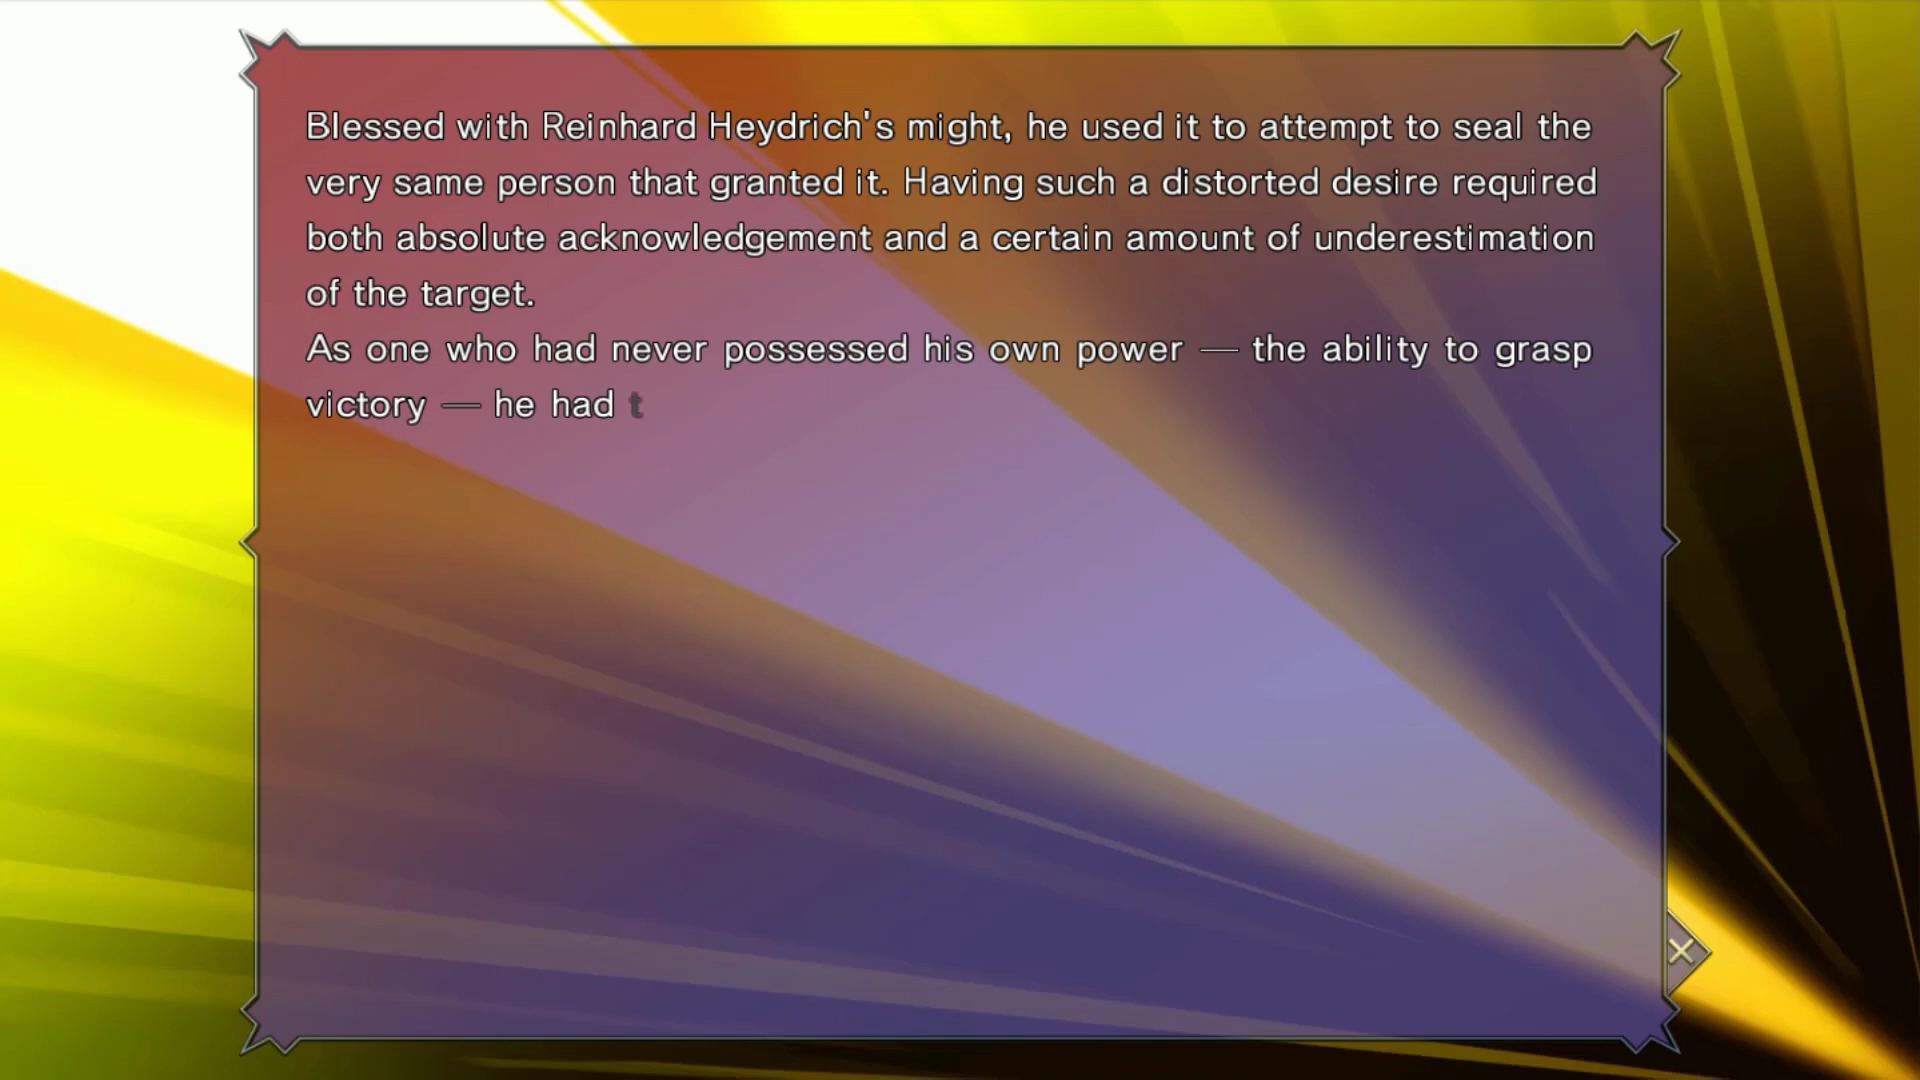 Blessed with Reinhard Heydrich's might, he used it to attempt to seal the
very same person that granted it. Having such a distorted desire required
both absolute acknowledgement and a certain amount of underestimation
of the target.
As one who had never possessed his own power — the ability to grasp
victory — he had t